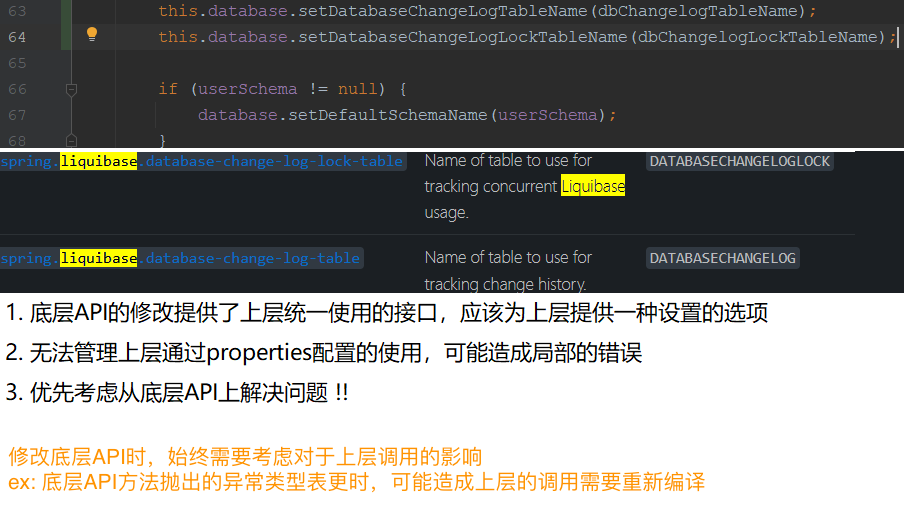 63 this.database.setDatabaseChangeLogTableName(dbChangelogTableName);
64 this.database.setDatabaseChangeLogLockTableName(dbChangelogLockTableName);
65
66 if (userSchema != null) {
67 database.setDefaultSchemaName(userSchema);
68 }
spring.liquibase.database-change-log-lock-table Name of table to use for DATABASECHANGELOGLOCK
tracking concurrent Liquibase
usage.
spring.liquibase.database-change-log-table Name of table to use for DATABASECHANGELOG
tracking change history.
1. 底层API的修改提供了上层统一使用的接口，应该为上层提供一种设置的选项
2. 无法管理上层通过properties配置的使用，可能造成局部的错误
3. 优先考虑从底层API上解决问题 !!
修改底层API时，始终需要考虑对于上层调用的影响
ex: 底层API方法抛出的异常类型表更时，可能造成上层的调用需要重新编译